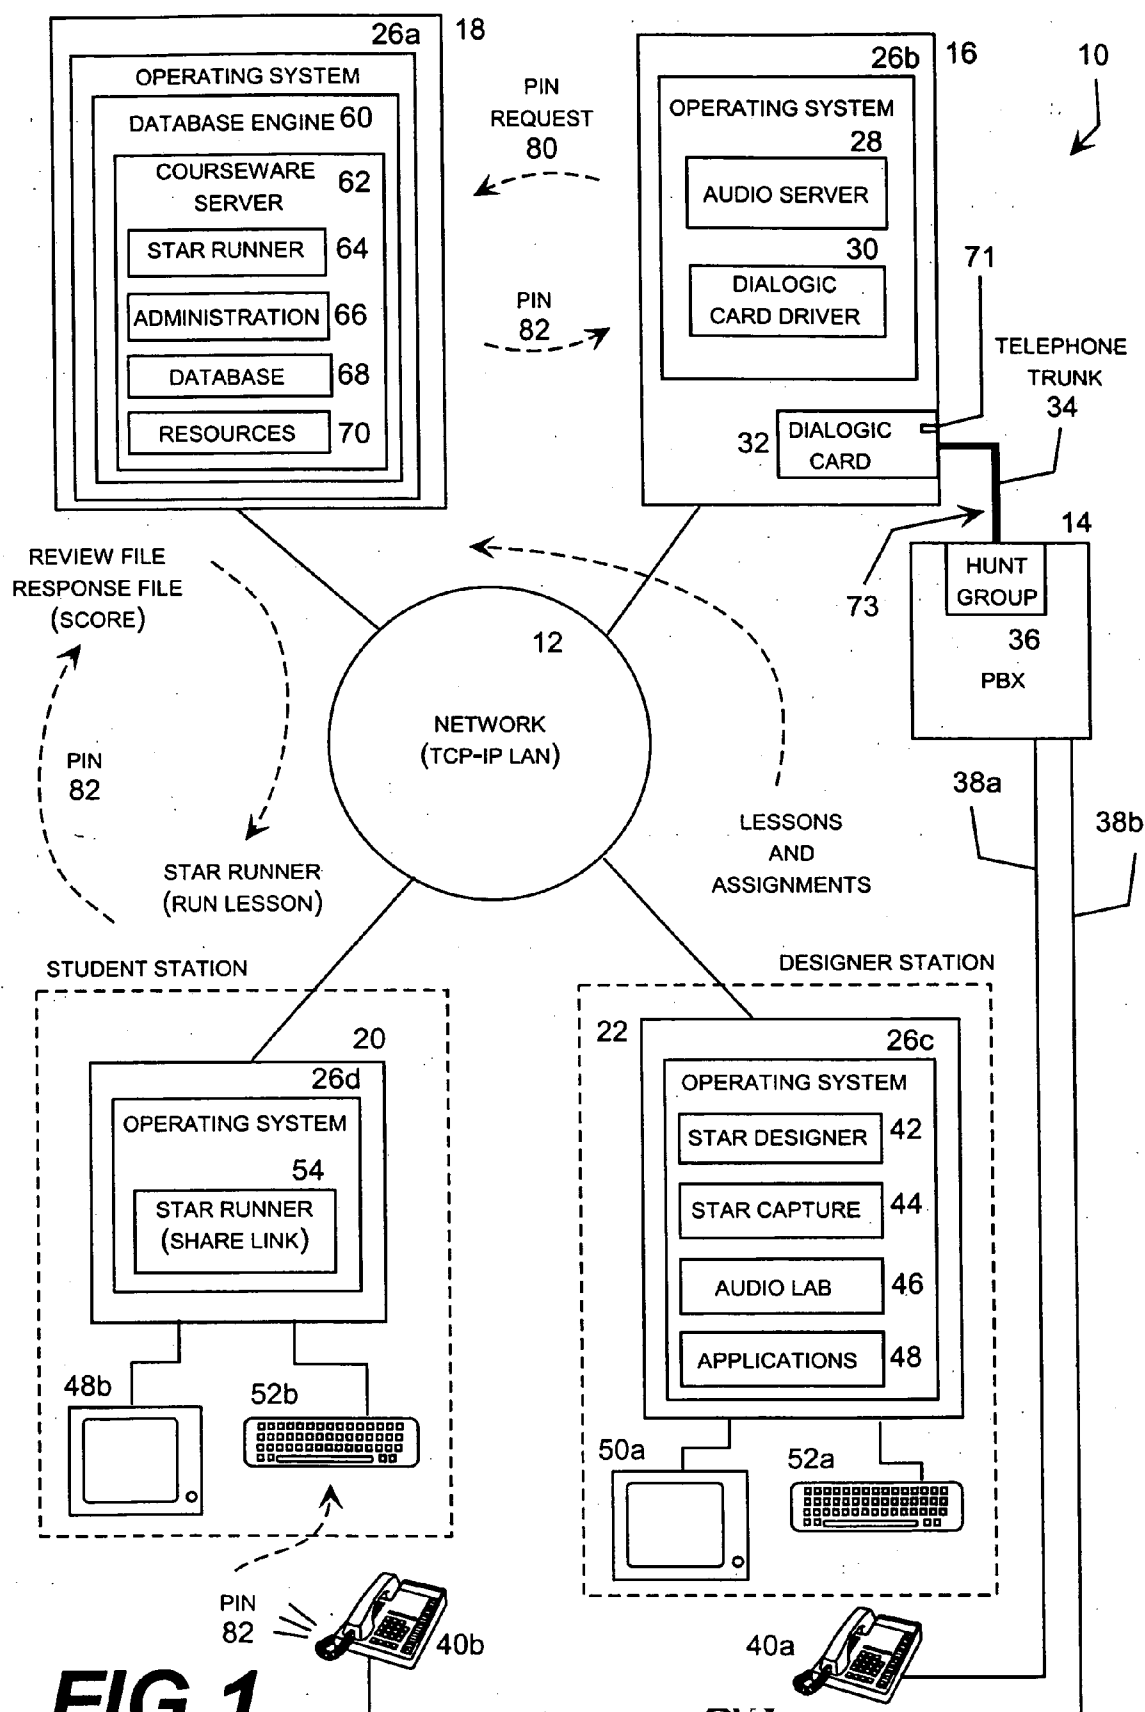 26a
18
OPERATING SYSTEM
DATABASE ENGINE 60
COURSEWARE
SERVER
62
STAR RUNNER
64
ADMINISTRATION
66
DATABASE
68
RESOURCES
70
PIN
REQUEST
80
PIN
82
26b
16
OPERATING SYSTEM
28
AUDIO SERVER
30
DIALOGIC
CARD DRIVER
32
DIALOGIC
CARD
10
71
TELEPHONE
TRUNK
34
73
14
HUNT
GROUP
36
PBX
REVIEW FILE
RESPONSE FILE
(SCORE)
12
NETWORK
(TCP-IP LAN)
PIN
82
STAR RUNNER
(RUN LESSON)
LESSONS
AND
ASSIGNMENTS
38a
38b
STUDENT STATION
20
26d
OPERATING SYSTEM
54
STAR RUNNER
(SHARE LINK)
48b
52b
DESIGNER STATION
22
26c
OPERATING SYSTEM
STAR DESIGNER
42
STAR CAPTURE
44
AUDIO LAB
46
APPLICATIONS
48
50a
52a
PIN
82
40b
40a
FIG 1